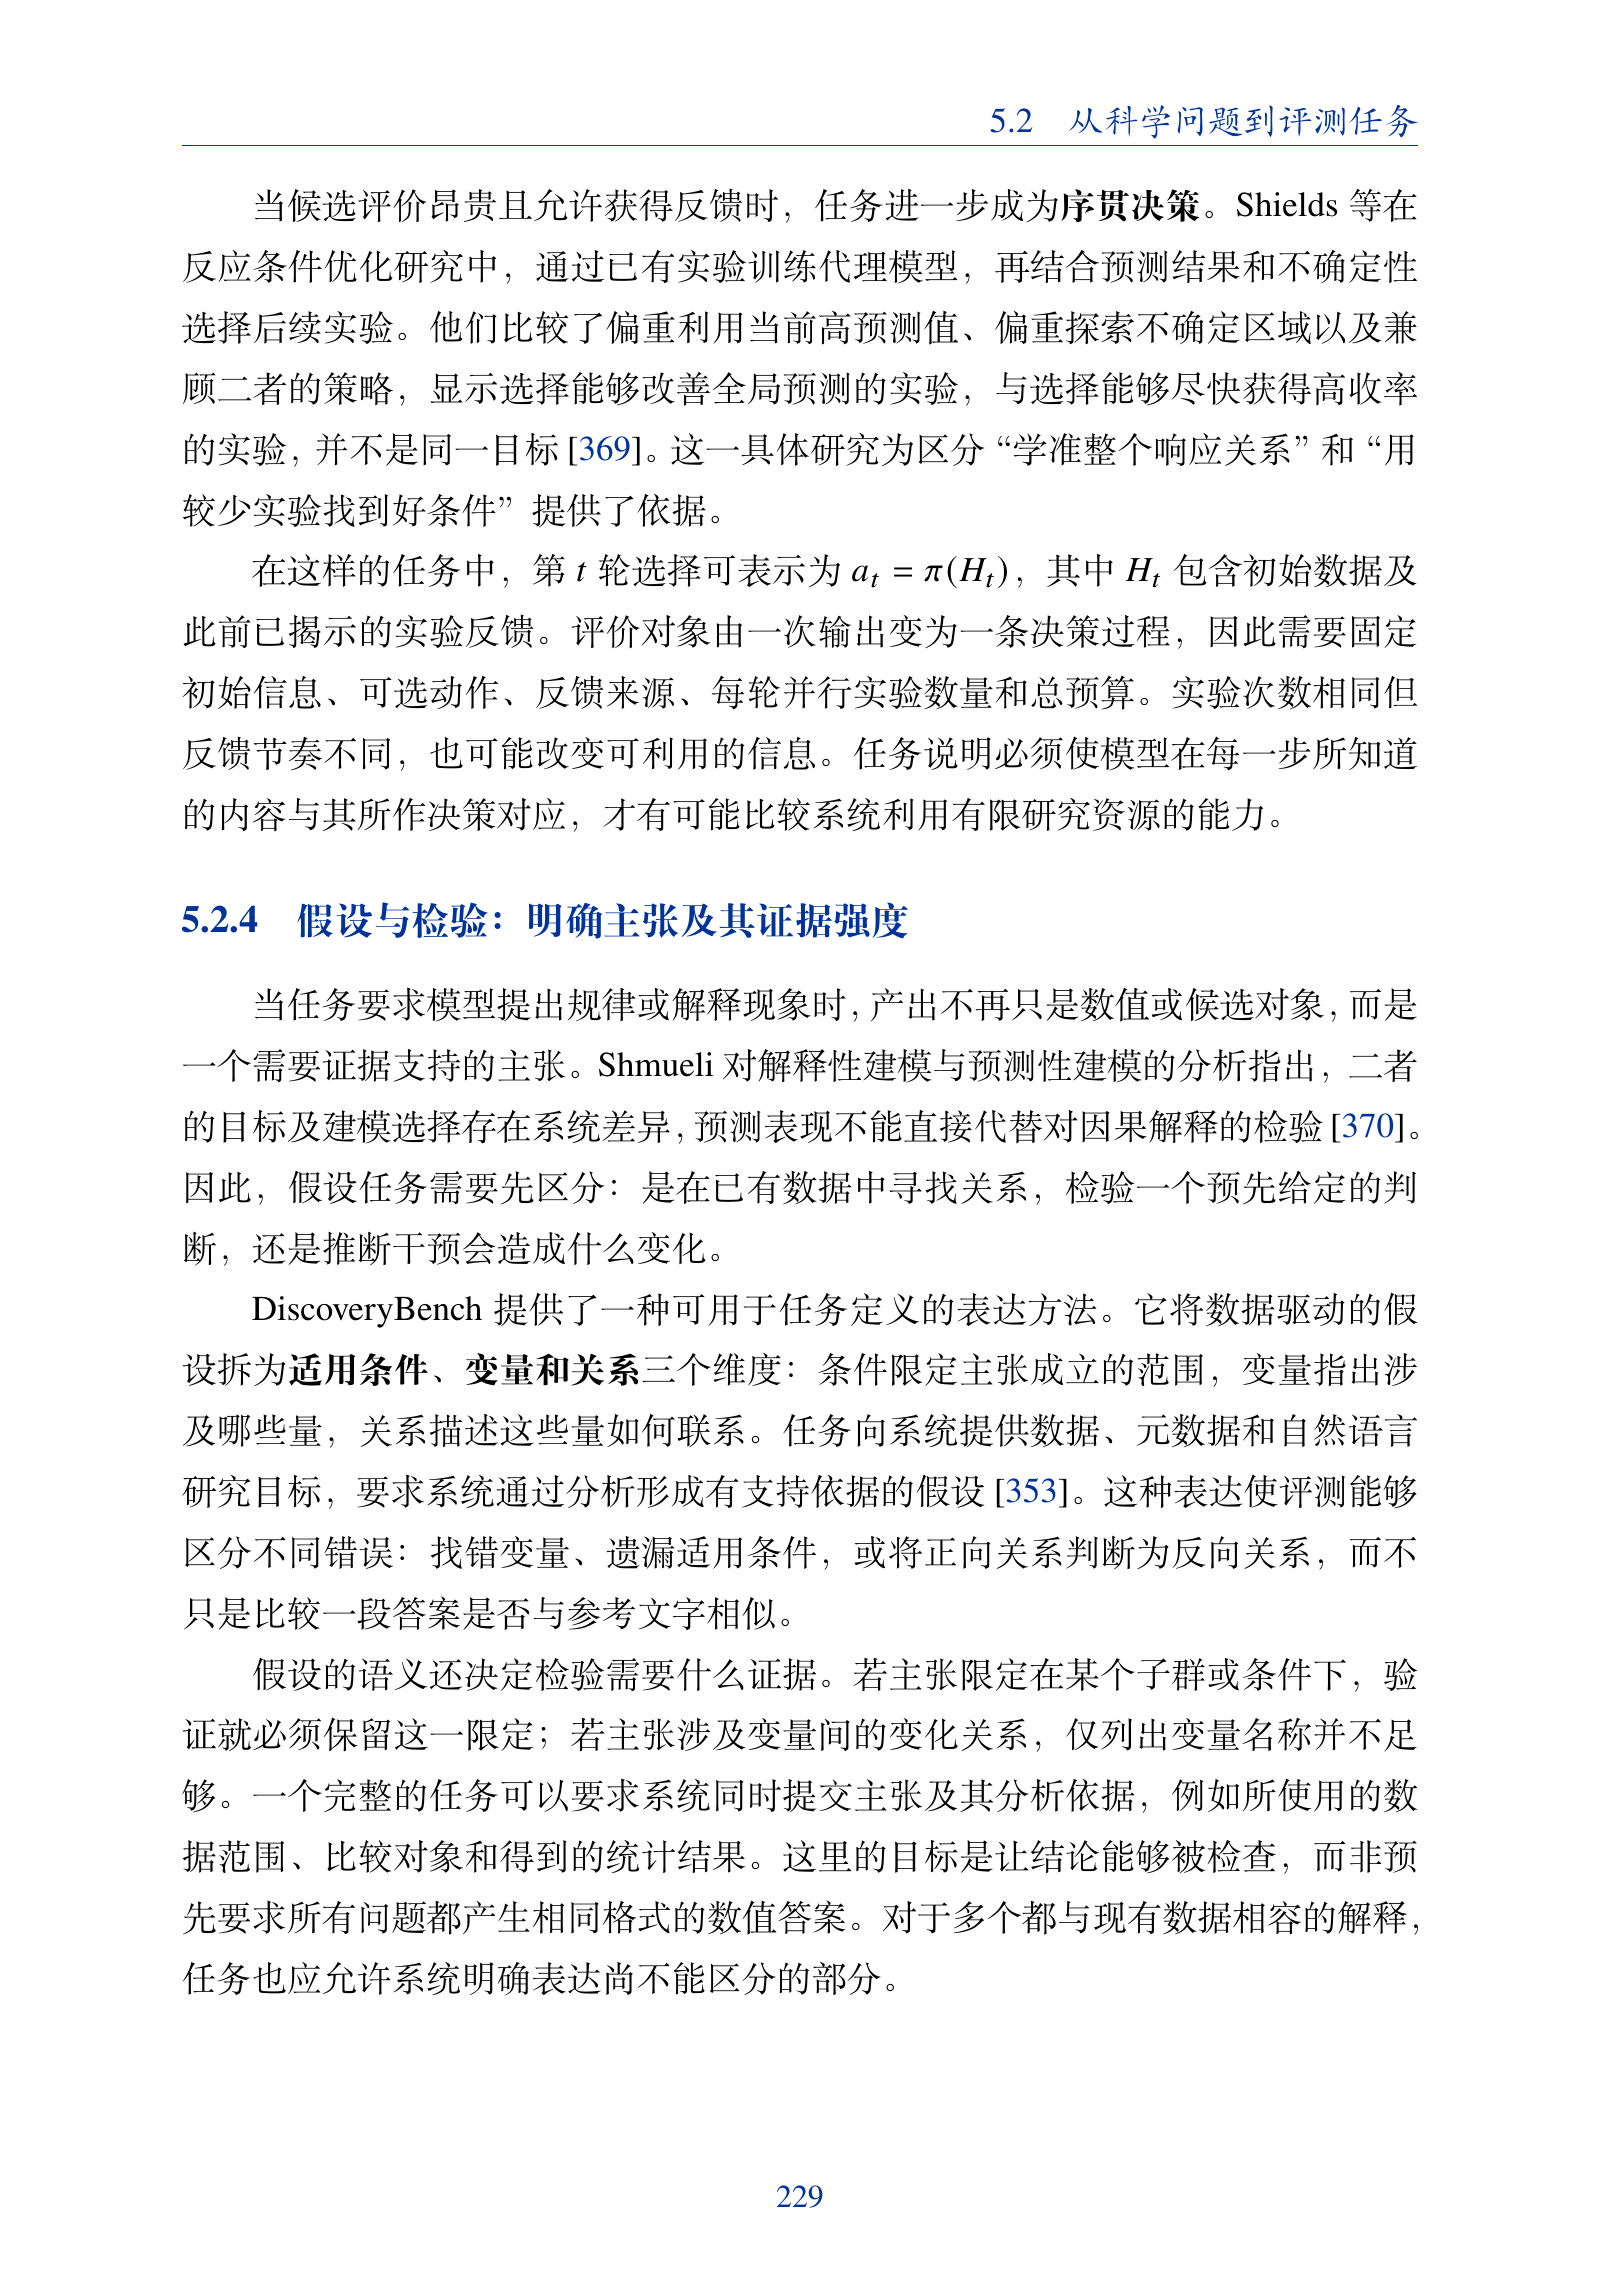 5.2 从科学问题到评测任务
当候选评价昂贵且允许获得反馈时，任务进一步成为序贯决策。Shields 等在
反应条件优化研究中，通过已有实验训练代理模型，再结合预测结果和不确定性
选择后续实验。他们比较了偏重利用当前高预测值、偏重探索不确定区域以及兼
顾二者的策略，显示选择能够改善全局预测的实验，与选择能够尽快获得高收率
的实验，并不是同一目标 [369]。这一具体研究为区分“学准整个响应关系”和“用
较少实验找到好条件”提供了依据。
在这样的任务中，第 t 轮选择可表示为 a_t = π(H_t)，其中 H_t 包含初始数据及
此前已揭示的实验反馈。评价对象由一次输出变为一条决策过程，因此需要固定
初始信息、可选动作、反馈来源、每轮并行实验数量和总预算。实验次数相同但
反馈节奏不同，也可能改变可利用的信息。任务说明必须使模型在每一步所知道
的内容与其所作决策对应，才有可能比较系统利用有限研究资源的能力。
5.2.4 假设与检验：明确主张及其证据强度
当任务要求模型提出规律或解释现象时，产出不再只是数值或候选对象，而是
一个需要证据支持的主张。Shmueli 对解释性建模与预测性建模的分析指出，二者
的目标及建模选择存在系统差异，预测表现不能直接代替对因果解释的检验 [370]。
因此，假设任务需要先区分：是在已有数据中寻找关系，检验一个预先给定的判
断，还是推断干预会造成什么变化。
DiscoveryBench 提供了一种可用于任务定义的表达方法。它将数据驱动的假
设拆为适用条件、变量和关系三个维度：条件限定主张成立的范围，变量指出涉
及哪些量，关系描述这些量如何联系。任务向系统提供数据、元数据和自然语言
研究目标，要求系统通过分析形成有支持依据的假设 [353]。这种表达使评测能够
区分不同错误：找错变量、遗漏适用条件，或将正向关系判断为反向关系，而不
只是比较一段答案是否与参考文字相似。
假设的语义还决定检验需要什么证据。若主张限定在某个子群或条件下，验
证就必须保留这一限定；若主张涉及变量间的变化关系，仅列出变量名称并不足
够。一个完整的任务可以要求系统同时提交主张及其分析依据，例如所使用的数
据范围、比较对象和得到的统计结果。这里的目标是让结论能够被检查，而非预
先要求所有问题都产生相同格式的数值答案。对于多个都与现有数据相容的解释，
任务也应允许系统明确表达尚不能区分的部分。
229